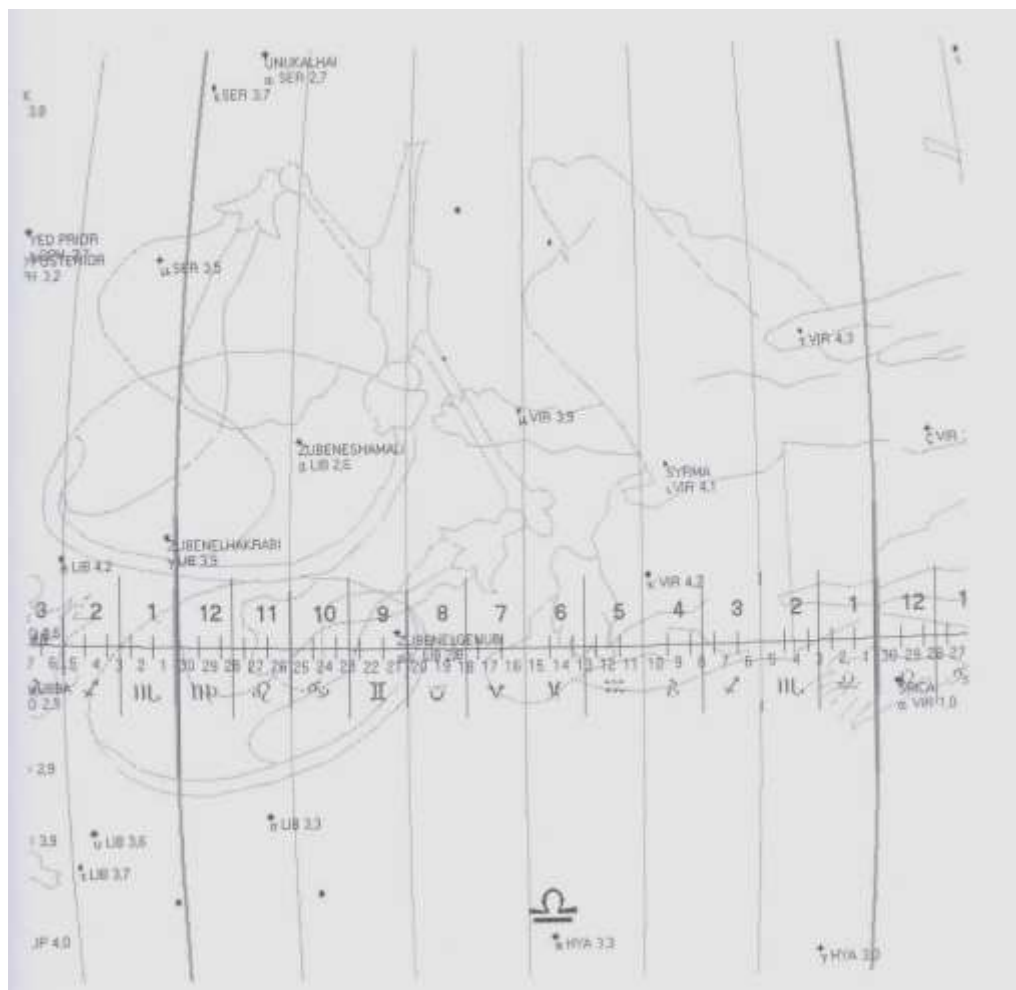 UNUKALHAI
α SER 2,7
SER 3,7
3,9
YED PRIOR
POSTERIOR
3,2
μ SER 3,5
VIR 4,3
μ VIR 3,9
ZUBENESHAMALI
LIB 2,6
SYRMA
ι VIR 4,1
VIR
ZUBENELHAKRABI
γ LIB 3,9
LIB 4,2
VIR 4,2
3 2 1 12 11 10 9 8 7 6 5 4 3 2 1 12 1
ZUBENELGENUBI
7 6 5 4 3 2 1 30 29 28 27 26 25 24 23 22 21 20 19 18 17 16 15 14 13 12 11 10 9 8 7 6 5 4 3 2 1 30 29 28 27
♐ ♏ ♍ ♌ ♋ ♊ ♉ ♈ ♓ ♒ ♑ ♐ ♏ ♎
2,9
SPICA
α VIR 1,0
2,9
σ LIB 3,3
3,9
υ LIB 3,6
τ LIB 3,7
♎
4,0
π HYA 3,3
γ HYA 3,0